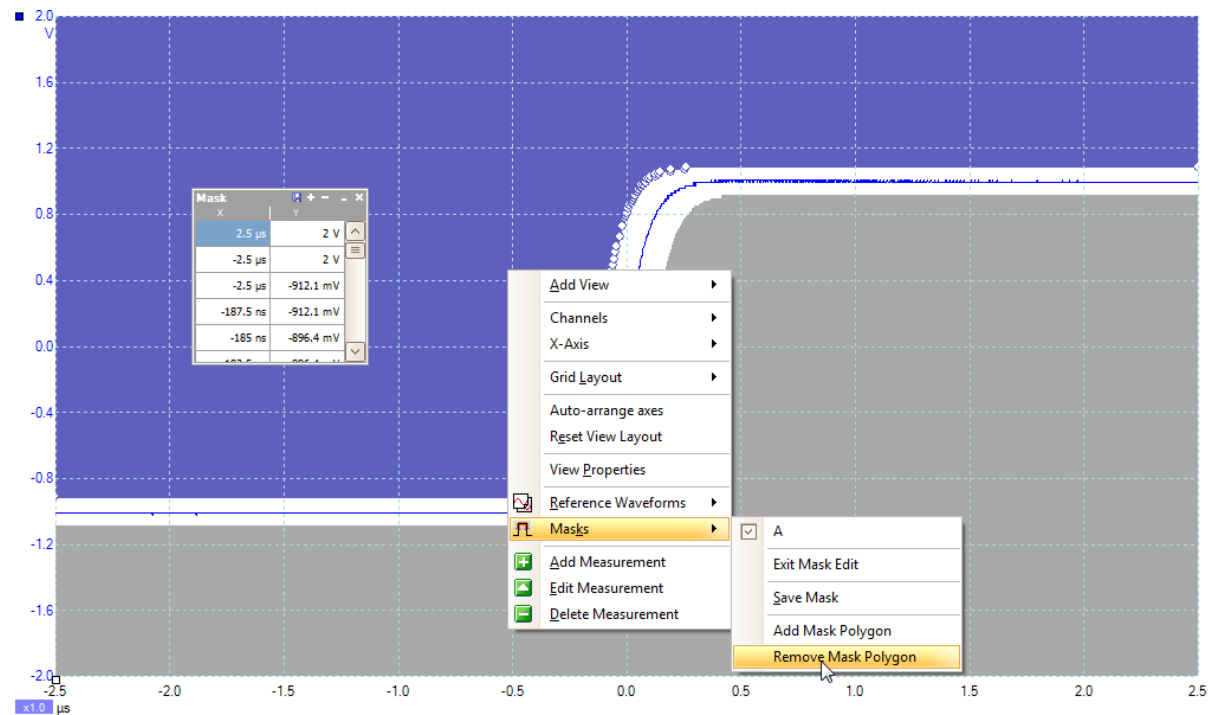 2.0
V
1.6
1.2
0.8
0.4
0.0
-0.4
-0.8
-1.2
-1.6
-2.0
Mask
X Y
2.5 µs 2 V
-2.5 µs 2 V
-2.5 µs -912.1 mV
-187.5 ns -912.1 mV
-185 ns -896.4 mV
Add View
Channels
X-Axis
Grid Layout
Auto-arrange axes
Reset View Layout
View Properties
Reference Waveforms
Masks
Add Measurement
Edit Measurement
Delete Measurement
A
Exit Mask Edit
Save Mask
Add Mask Polygon
Remove Mask Polygon
-2.5 -2.0 -1.5 -1.0 -0.5 0.0 0.5 1.0 1.5 2.0 2.5
x1.0 µs